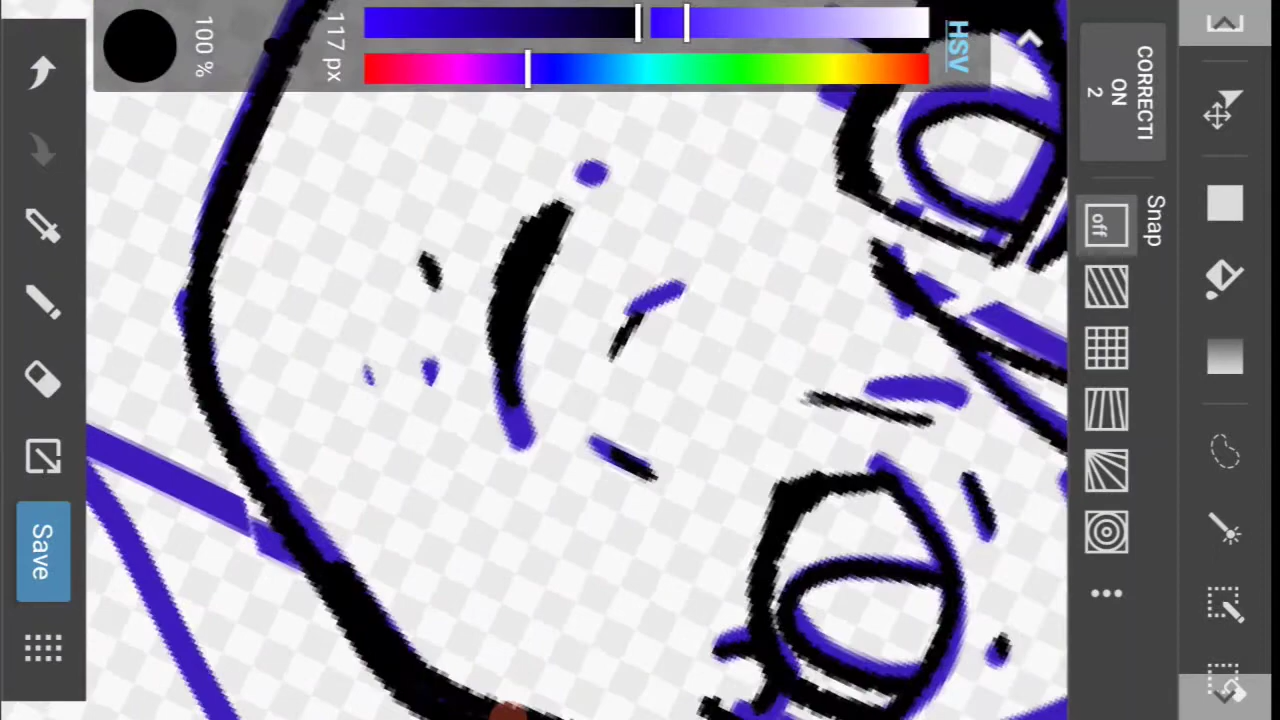 HSV
117 px
100 %
CORRECTI
ON
2
Snap
off
Save